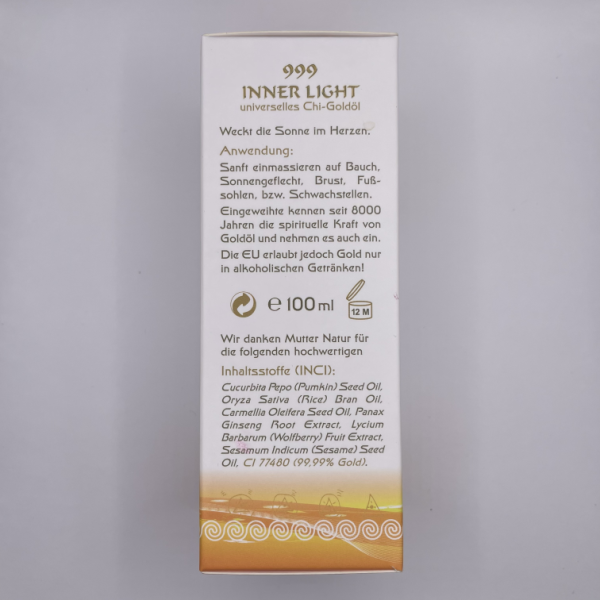 999
INNER LIGHT
universelles Chi-Goldöl
Weckt die Sonne im Herzen.
Anwendung:
Sanft einmassieren auf Bauch,
Sonnengeflecht, Brust, Fuß-
sohlen, bzw. Schwachstellen.
Eingeweihte kennen seit 8000
Jahren die spirituelle Kraft von
Goldöl und nehmen es auch ein.
Die EU erlaubt jedoch Gold nur
in alkoholischen Getränken!
℮ 100 ml
12 M
Wir danken Mutter Natur für
die folgenden hochwertigen
Inhaltsstoffe (INCI):
Cucurbita Pepo (Pumkin) Seed Oil,
Oryza Sativa (Rice) Bran Oil,
Carmellia Oleifera Seed Oil, Panax
Ginseng Root Extract, Lycium
Barbarum (Wolfberry) Fruit Extract,
Sesamum Indicum (Sesame) Seed
Oil, CI 77480 (99,99% Gold).